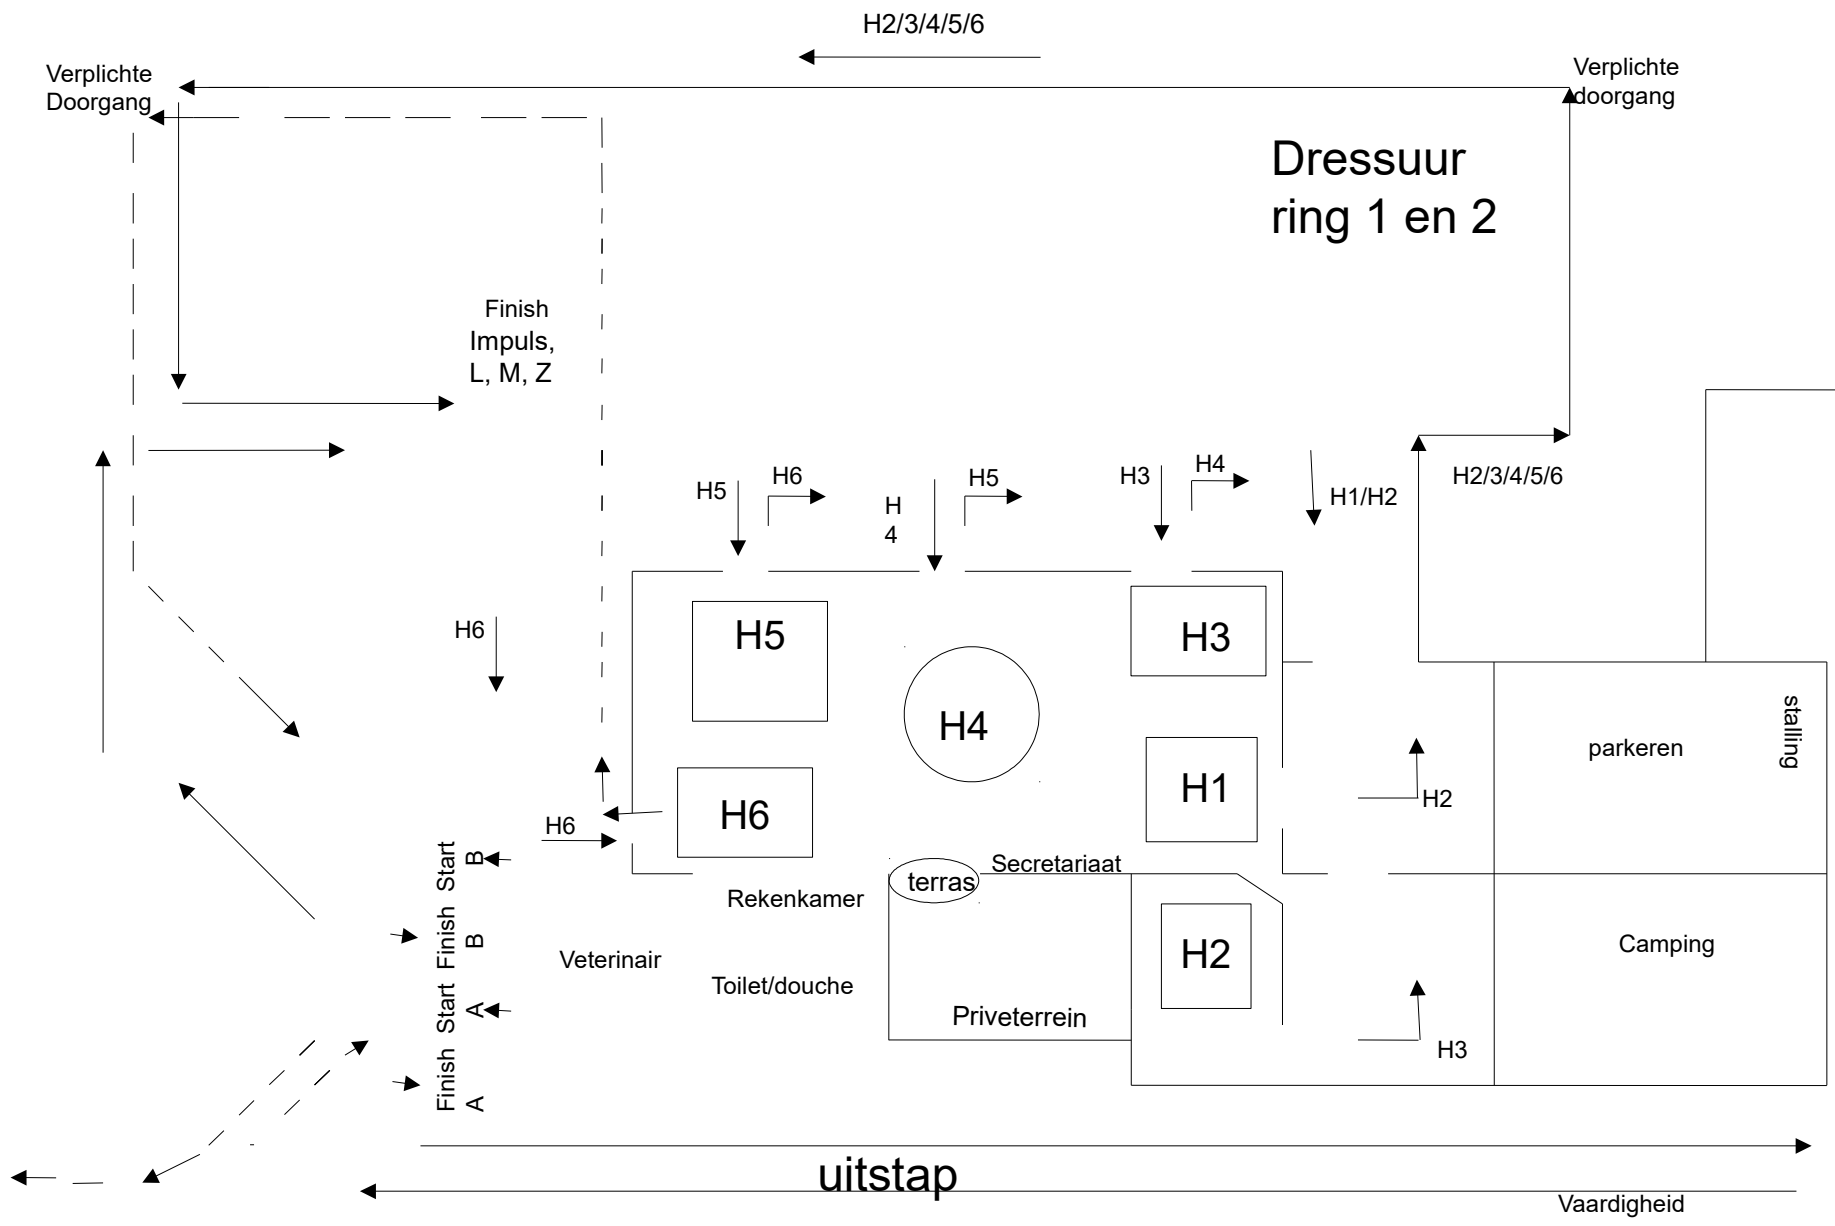 H2/3/4/5/6
Verplichte
Doorgang
Verplichte
doorgang
Dressuur
ring 1 en 2
Finish
Impuls,
L, M, Z
H5
H6
H
4
H5
H3
H4
H1/H2
H2/3/4/5/6
H6
H5
H3
H4
H1
H6
H2
parkeren
stalling
H2
H6
Start
B
Finish
B
Start
A
Finish
A
Rekenkamer
terras
Secretariaat
Veterinair
Toilet/douche
Priveterrein
Camping
H3
uitstap
Vaardigheid